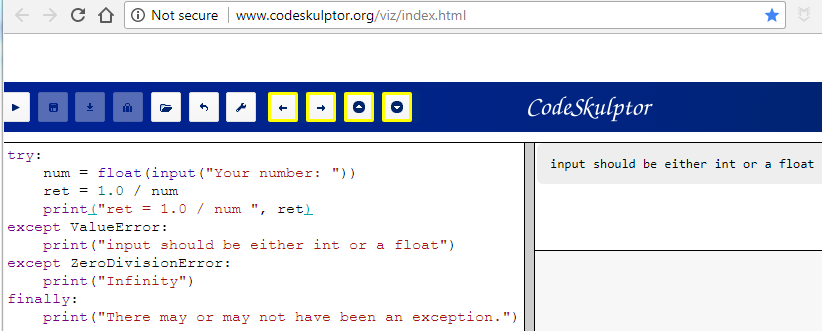 Not secure | www.codeskulptor.org/viz/index.html
CodeSkulptor
try:
    num = float(input("Your number: "))
    ret = 1.0 / num
    print("ret = 1.0 / num ", ret)
except ValueError:
    print("input should be either int or a float")
except ZeroDivisionError:
    print("Infinity")
finally:
    print("There may or may not have been an exception.")
input should be either int or a float